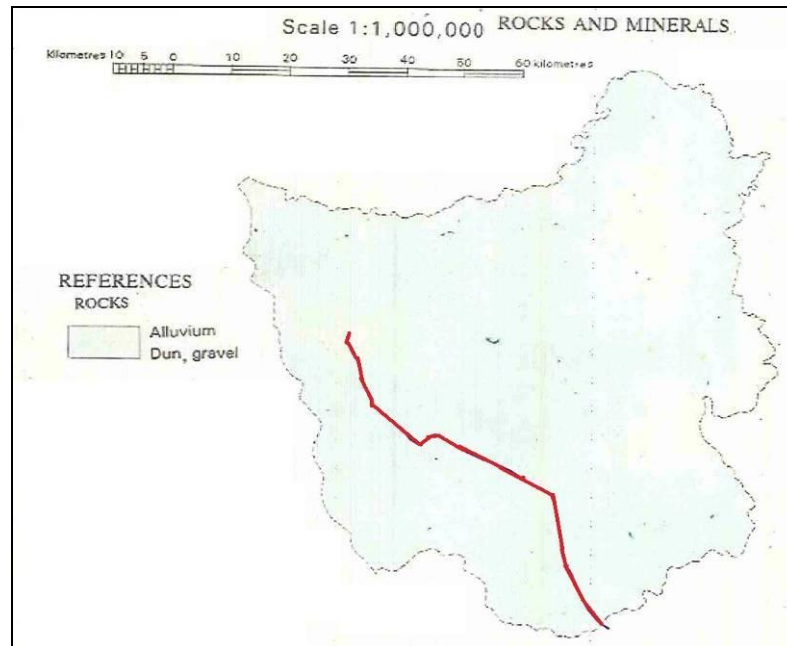 Scale 1:1,000,000 ROCKS AND MINERALS
Kilometres 10 5 0 10 20 30 40 50 60 kilometres
REFERENCES
ROCKS
Alluvium
Dun, gravel